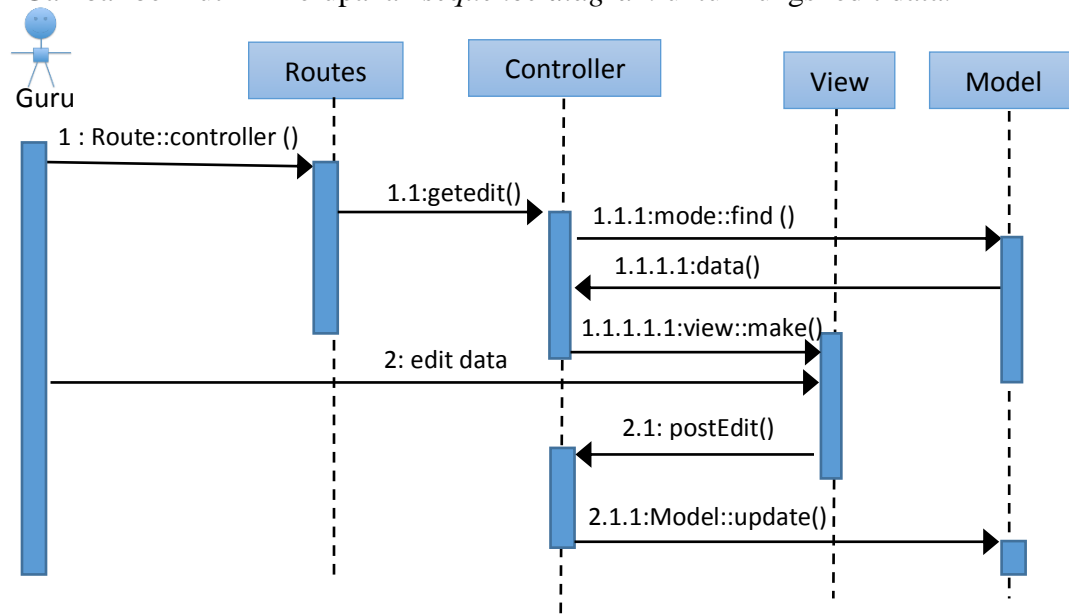 Routes
Controller
View
Model
Guru
1 : Route::controller ()
1.1:getedit()
1.1.1:mode::find ()
1.1.1.1:data()
1.1.1.1.1:view::make()
2: edit data
2.1: postEdit()
2.1.1:Model::update()